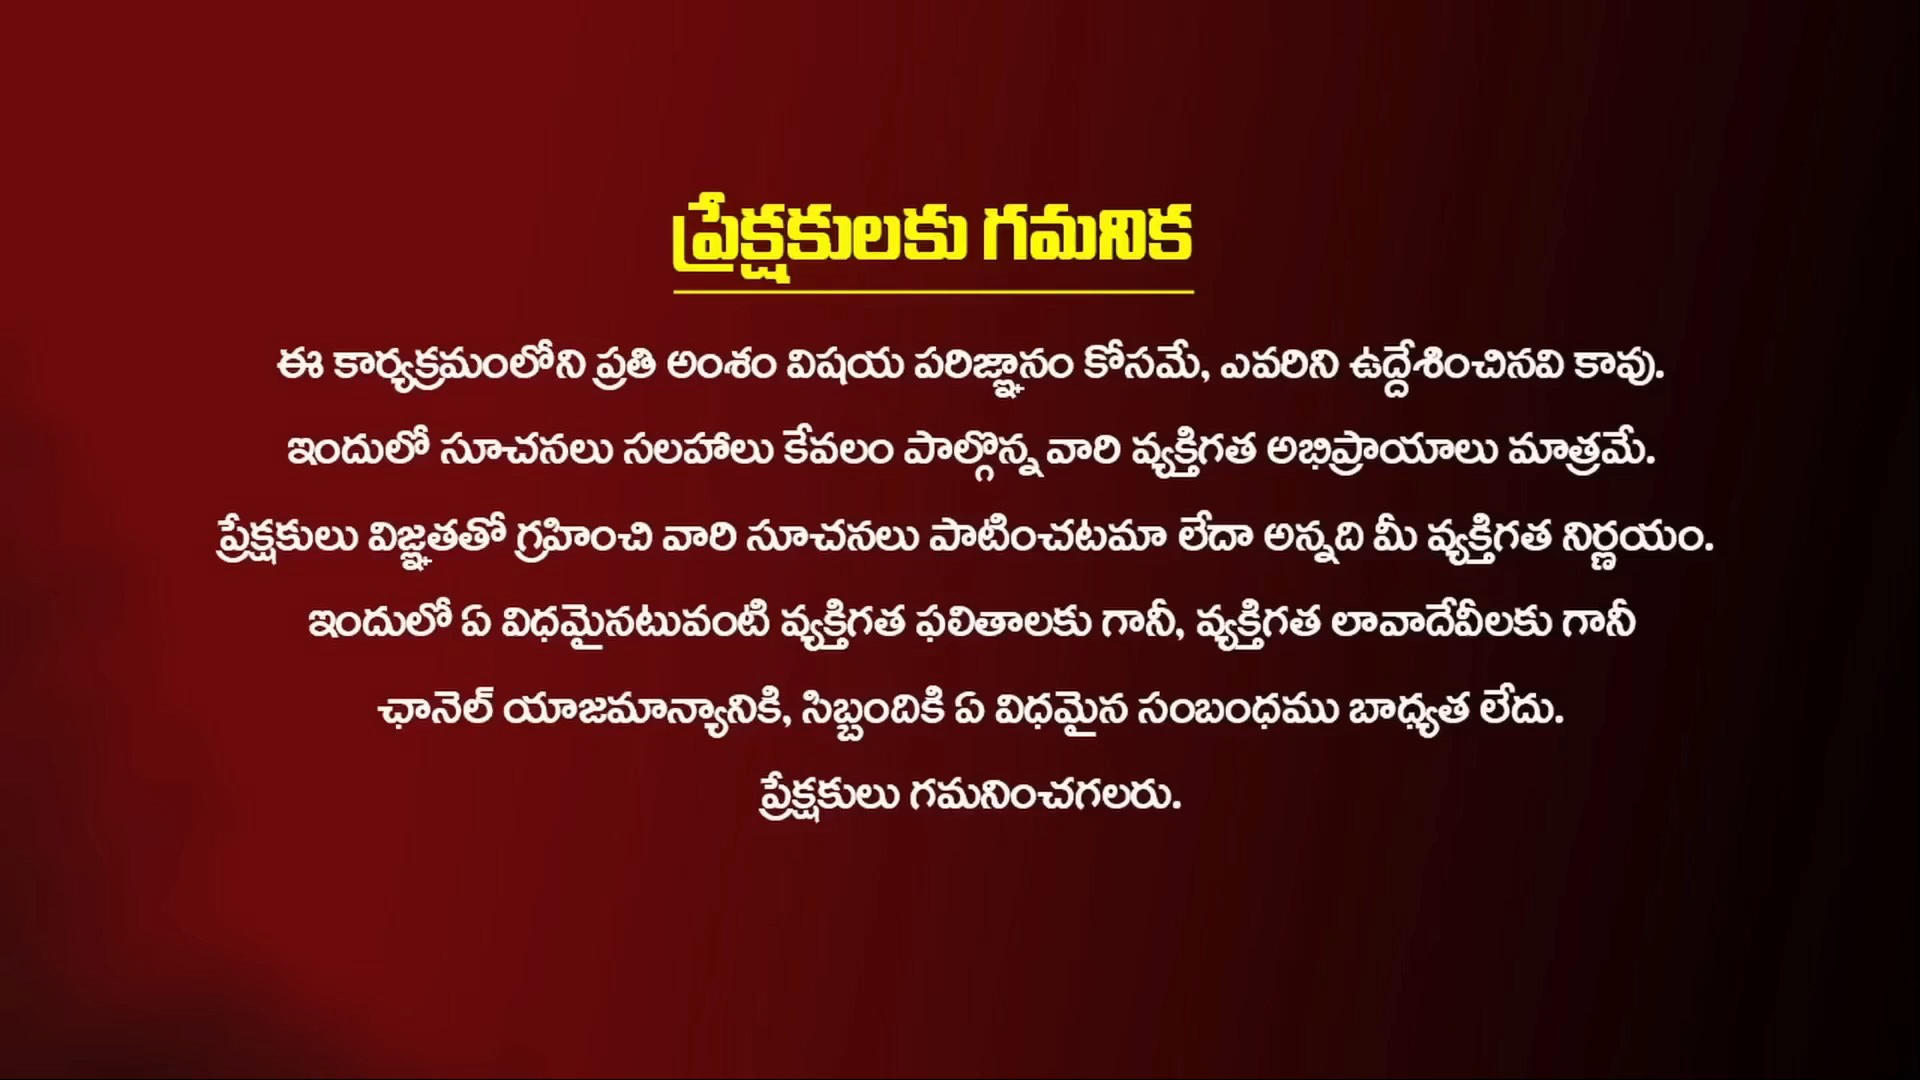 ప్రేక్షకులకు గమనిక
ఈ కార్యక్రమంలోని ప్రతి అంశం విషయ పరిజ్ఞానం కోసమే, ఎవరిని ఉద్దేశించినవి కావు.
ఇందులో సూచనలు సలహాలు కేవలం పాల్గొన్న వారి వ్యక్తిగత అభిప్రాయాలు మాత్రమే.
ప్రేక్షకులు విజ్ఞతతో గ్రహించి వారి సూచనలు పాటించటమా లేదా అన్నది మీ వ్యక్తిగత నిర్ణయం.
ఇందులో ఏ విధమైనటువంటి వ్యక్తిగత ఫలితాలకు గానీ, వ్యక్తిగత లావాదేవీలకు గానీ
ఛానెల్ యాజమాన్యానికి, సిబ్బందికి ఏ విధమైన సంబంధము బాధ్యత లేదు.
ప్రేక్షకులు గమనించగలరు.